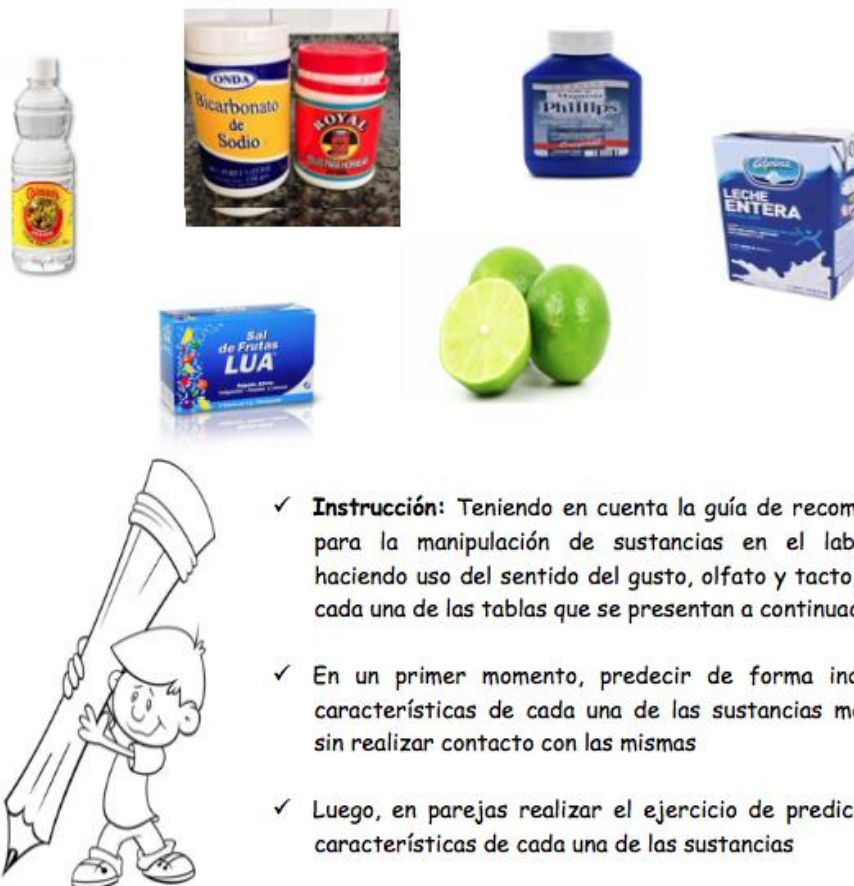 ONDA
Bicarbonato
de
Sodio
ROYAL
Phillips
Alpina
LECHE
ENTERA
Sal
de Frutas
LUA
✓ Instrucción: Teniendo en cuenta la guía de recom
para la manipulación de sustancias en el lab
haciendo uso del sentido del gusto, olfato y tacto,
cada una de las tablas que se presentan a continuac
✓ En un primer momento, predecir de forma ind
características de cada una de las sustancias me
sin realizar contacto con las mismas
✓ Luego, en parejas realizar el ejercicio de predic
características de cada una de las sustancias